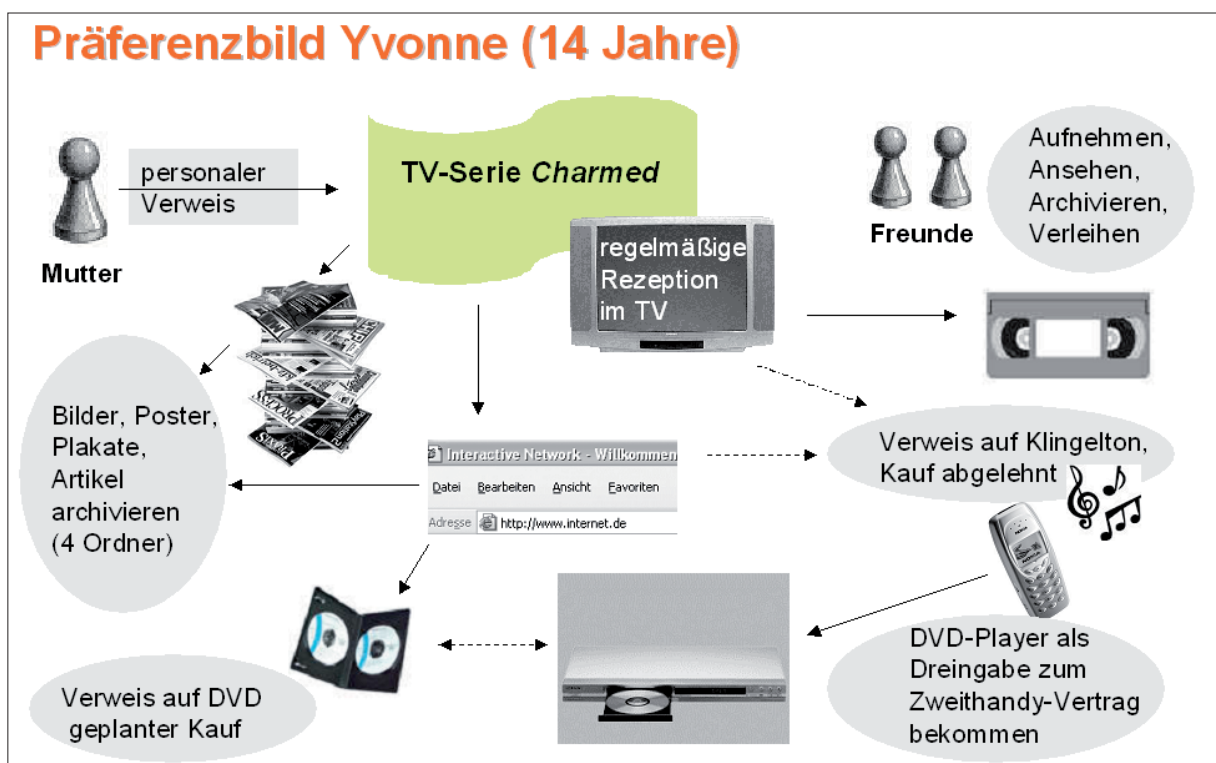 Präferenzbild Yvonne (14 Jahre)
personaler
Verweis
Mutter
TV-Serie Charmed
regelmäßige
Rezeption
im TV
Freunde
Aufnehmen,
Ansehen,
Archivieren,
Verleihen
Bilder, Poster,
Plakate,
Artikel
archivieren
(4 Ordner)
Interactive Network - Willkommen
Datei Bearbeiten Ansicht Favoriten
Adresse http://www.internet.de
Verweis auf Klingelton,
Kauf abgelehnt
Verweis auf DVD
geplanter Kauf
DVD-Player als
Dreingabe zum
Zweithandy-Vertrag
bekommen